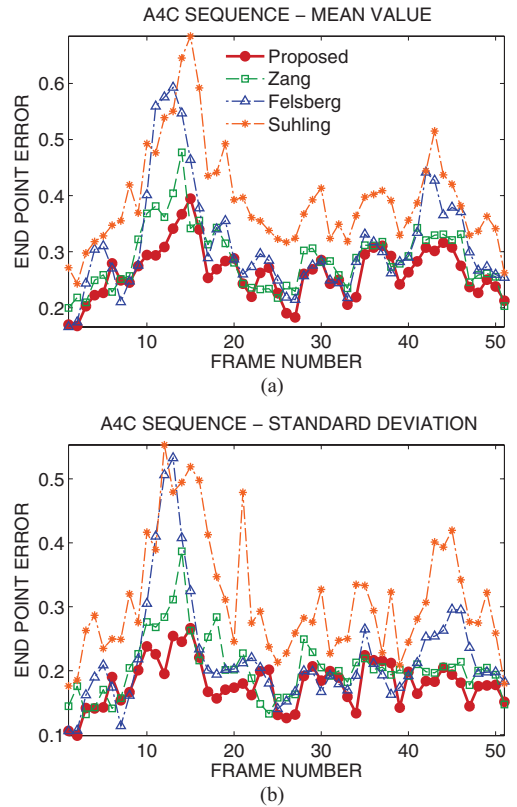 A4C SEQUENCE – MEAN VALUE
Proposed
Zang
Felsberg
Suhling
END POINT ERROR
0.6
0.5
0.4
0.3
0.2
10 20 30 40 50
FRAME NUMBER
(a)
A4C SEQUENCE – STANDARD DEVIATION
END POINT ERROR
0.5
0.4
0.3
0.2
0.1
10 20 30 40 50
FRAME NUMBER
(b)